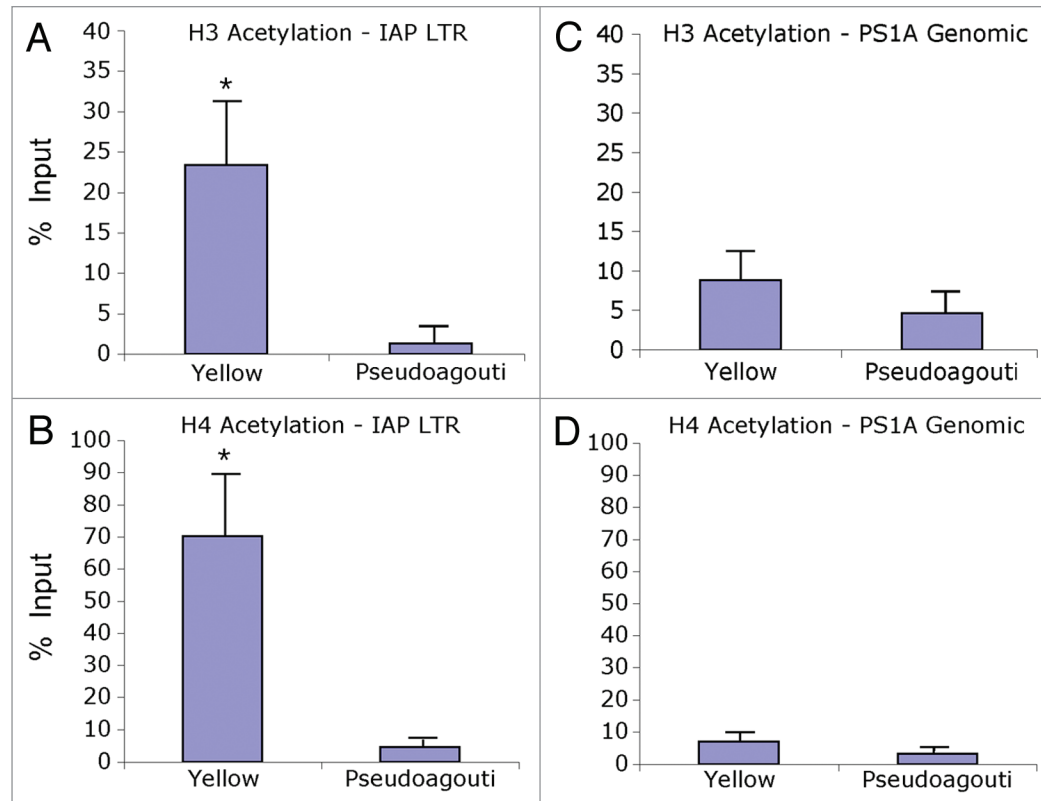 A
H3 Acetylation - IAP LTR
% Input
40
35
30
25
20
15
10
5
0
*
Yellow
Pseudoagouti
C
H3 Acetylation - PS1A Genomic
40
35
30
25
20
15
10
5
0
Yellow
Pseudoagouti
B
H4 Acetylation - IAP LTR
% Input
100
90
80
70
60
50
40
30
20
10
0
*
Yellow
Pseudoagouti
D
H4 Acetylation - PS1A Genomic
100
90
80
70
60
50
40
30
20
10
0
Yellow
Pseudoagouti